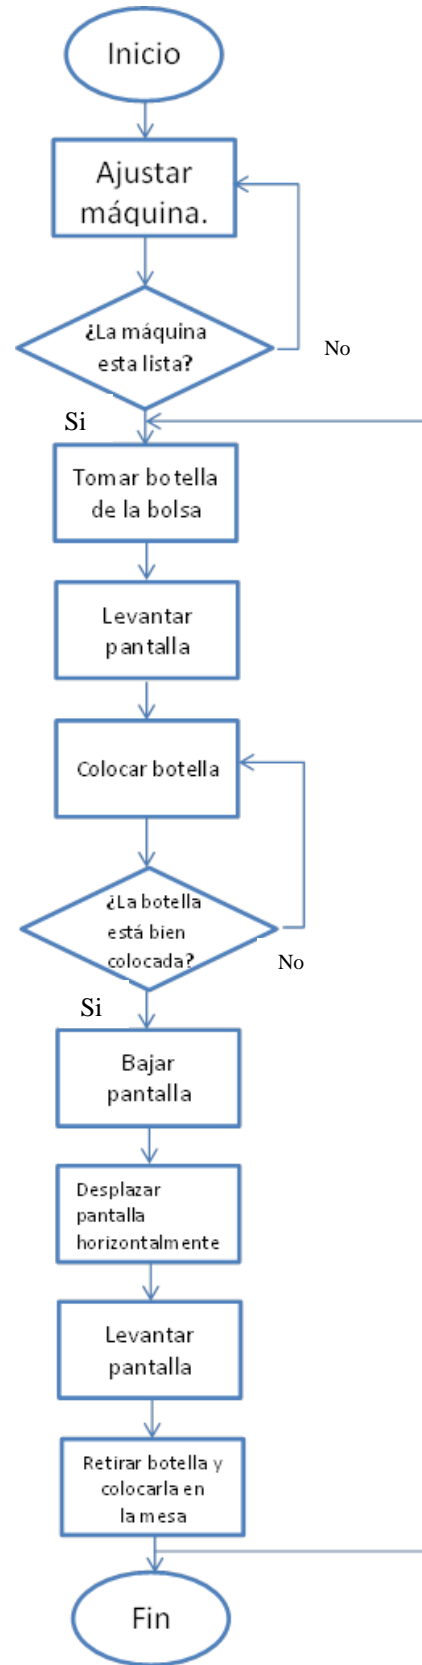 Inicio
Ajustar
máquina.
¿La máquina
esta lista?
No
Si
Tomar botella
de la bolsa
Levantar
pantalla
Colocar botella
¿La botella
está bien
colocada?
No
Si
Bajar
pantalla
Desplazar
pantalla
horizontalmente
Levantar
pantalla
Retirar botella y
colocarla en
la mesa
Fin